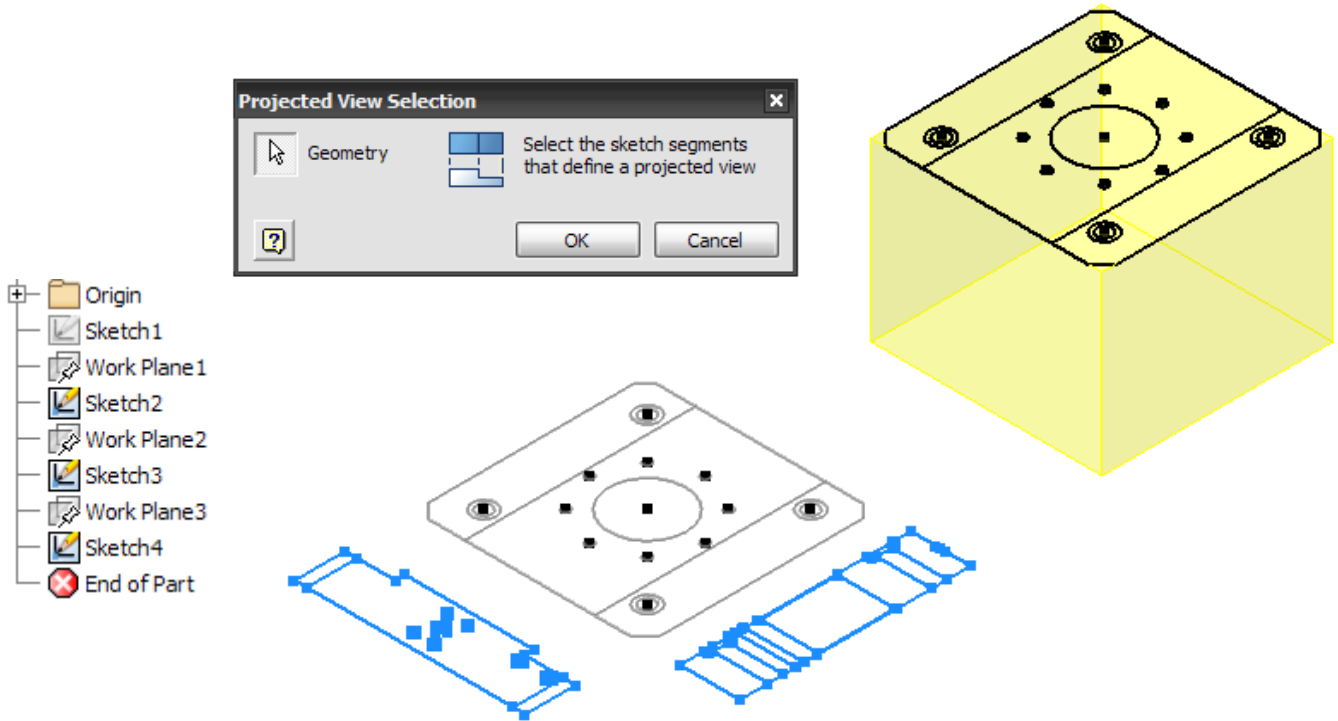 Projected View Selection
Geometry
Select the sketch segments
that define a projected view
OK
Cancel
Origin
Sketch1
Work Plane1
Sketch2
Work Plane2
Sketch3
Work Plane3
Sketch4
End of Part